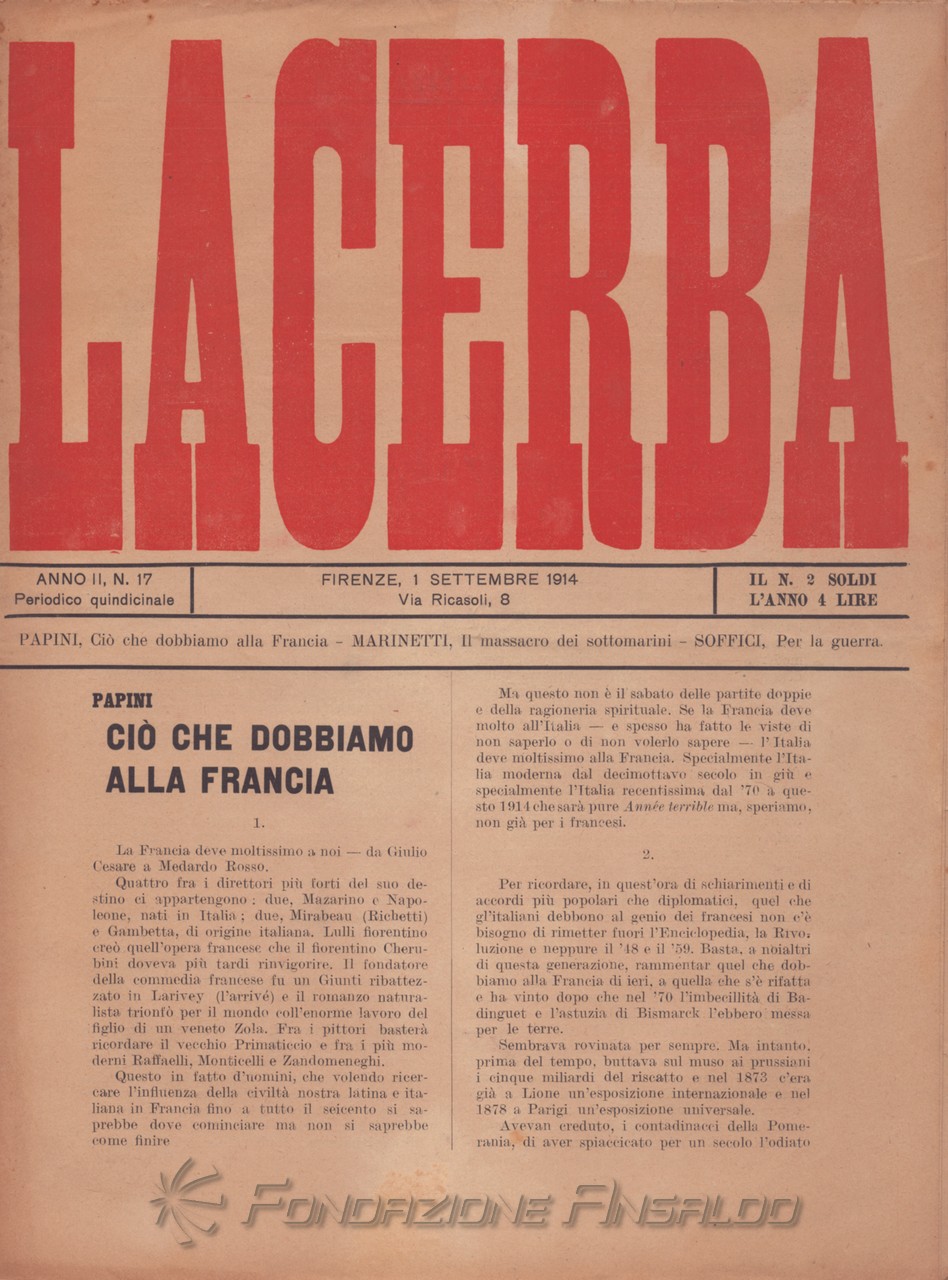 LACERBA
ANNO II, N. 17
Periodico quindicinale
FIRENZE, 1 SETTEMBRE 1914
Via Ricasoli, 8
IL N. 2 SOLDI
L'ANNO 4 LIRE
PAPINI, Ciò che dobbiamo alla Francia - MARINETTI, Il massacro dei sottomarini - SOFFICI, Per la guerra.
PAPINI
CIÒ CHE DOBBIAMO
ALLA FRANCIA
1.
La Francia deve moltissimo a noi — da Giulio
Cesare a Medardo Rosso.
Quattro fra i direttori più forti del suo de-
stino ci appartengono : due, Mazarino e Napo-
leone, nati in Italia ; due, Mirabeau (Richetti)
e Gambetta, di origine italiana. Lulli fiorentino
creò quell'opera francese che il fiorentino Cheru-
bini doveva più tardi rinvigorire. Il fondatore
della commedia francese fu un Giunti ribattez-
zato in Larivey (l'arrivé) e il romanzo natura-
lista trionfò per il mondo coll'enorme lavoro del
figlio di un veneto Zola. Fra i pittori basterà
ricordare il vecchio Primaticcio e fra i più mo-
derni Raffaelli, Monticelli e Zandomeneghi.
Questo in fatto d'uomini, che volendo ricer-
care l'influenza della civiltà nostra latina e ita-
liana in Francia fino a tutto il seicento si sa-
prebbe dove cominciare ma non si saprebbe
come finire
Ma questo non è il sabato delle partite doppie
e della ragioneria spirituale. Se la Francia deve
molto all'Italia — e spesso ha fatto le viste di
non saperlo o di non volerlo sapere — l'Italia
deve moltissimo alla Francia. Specialmente l'Ita-
lia moderna dal decimottavo secolo in giù e
specialmente l'Italia recentissima dal '70 a que-
sto 1914 che sarà pure Année terrible ma, speriamo,
non già per i francesi.
2.
Per ricordare, in quest'ora di schiarimenti e di
accordi più popolari che diplomatici, quel che
gl'italiani debbono al genio dei francesi non c'è
bisogno di rimetter fuori l'Enciclopedia, la Rivo-
luzione e neppure il '48 e il '59. Basta, a noialtri
di questa generazione, rammentar quel che dob-
biamo alla Francia di ieri, a quella che s'è rifatta
e ha vinto dopo che nel '70 l'imbecillità di Ba-
dinguet e l'astuzia di Bismarck l'ebbero messa
per le terre.
Sembrava rovinata per sempre. Ma intanto,
prima del tempo, buttava sul muso ai prussiani
i cinque miliardi del riscatto e nel 1873 c'era
già a Lione un'esposizione internazionale e nel
1878 a Parigi un'esposizione universale.
Avevan creduto, i contadinacci della Pome-
rania, di aver spiaccicato per un secolo l'odiato
FONDAZIONE ANSALDO